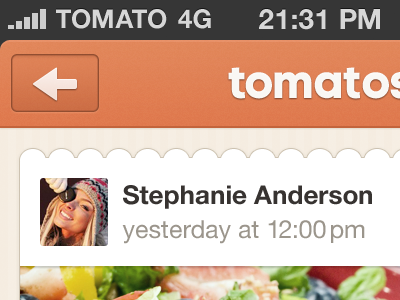 TOMATO 4G 21:31 PM
tomatos
Stephanie Anderson
yesterday at 12:00 pm